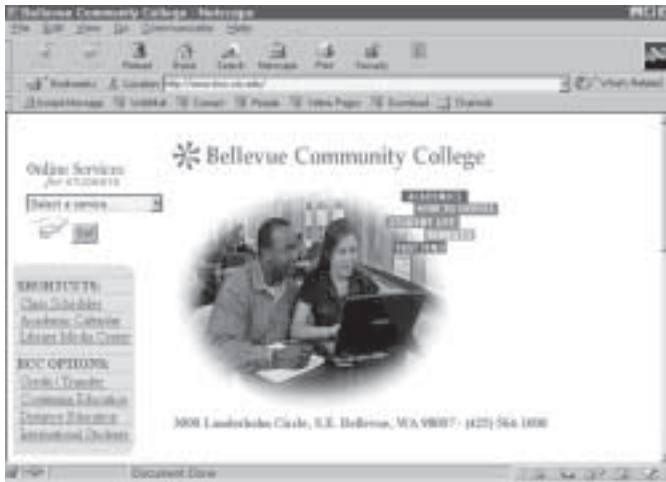 Bellevue Community College - Netscape
File Edit View Go Communicator Help
Reload Home Search Netscape Print Security
Bookmarks Location
What's Related
Instant Message WebMail Contact People Yellow Pages Download Channels
Bellevue Community College
Online Services
for STUDENTS
Select a service
Go!
ACADEMICS
STUDENT
SERVICES
SHORTCUTS:
Class Schedules
Academic Calendar
Library Media Center
BCC OPTIONS:
Credit / Transfer
Continuing Education
Distance Education
International Students
3000 Landerholm Circle, S.E. Bellevue, WA 98007 - (425) 564-1000
Document Done